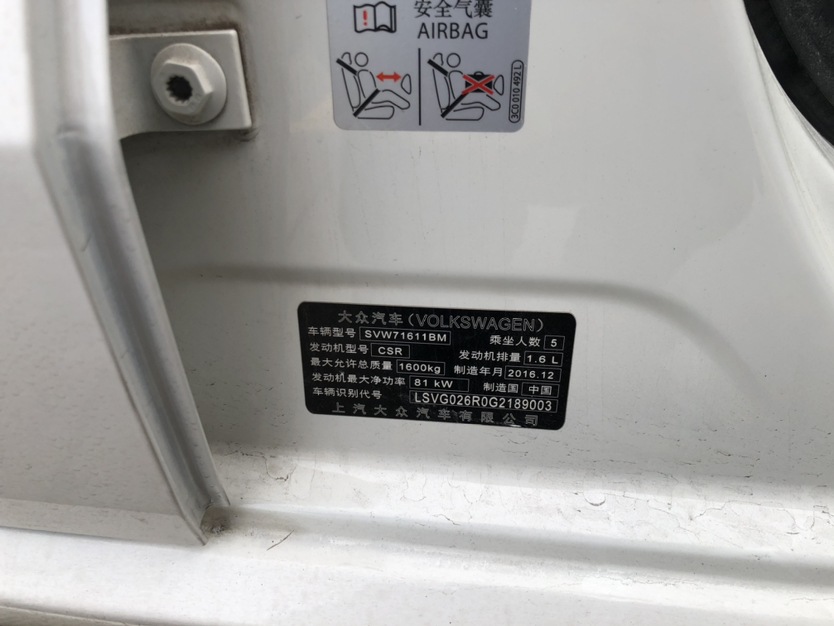 安全气囊
AIRBAG
3C0 010 492 L
大众汽车(VOLKSWAGEN)
车辆型号 SVW71611BM 乘坐人数 5
发动机型号 CSR 发动机排量 1.6 L
最大允许总质量 1600kg 制造年月 2016.12
发动机最大净功率 81 kW 制造国 中国
车辆识别代号 LSVG026R0G2189003
上汽大众汽车有限公司